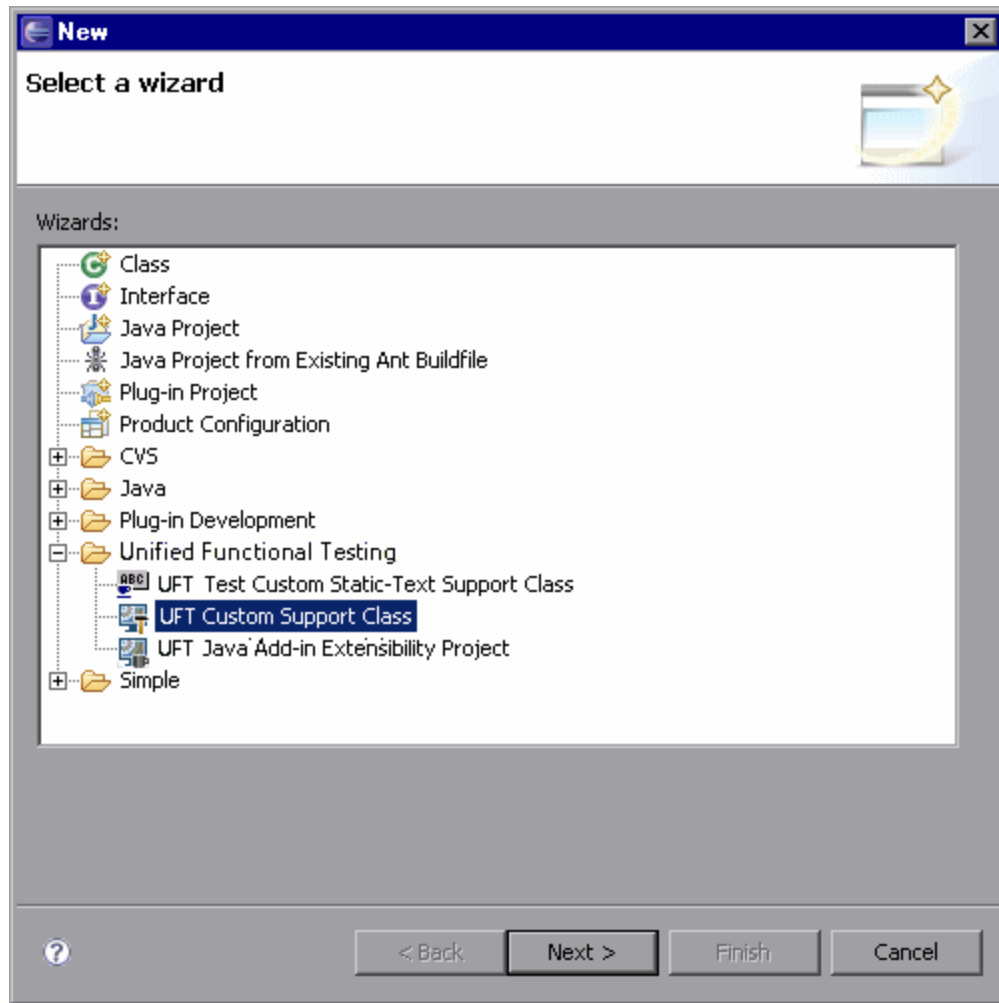 New
Select a wizard
Wizards:
Class
Interface
Java Project
Java Project from Existing Ant Buildfile
Plug-in Project
Product Configuration
CVS
Java
Plug-in Development
Unified Functional Testing
ABC UFT Test Custom Static-Text Support Class
UFT Custom Support Class
UFT Java Add-in Extensibility Project
Simple
? < Back Next > Finish Cancel